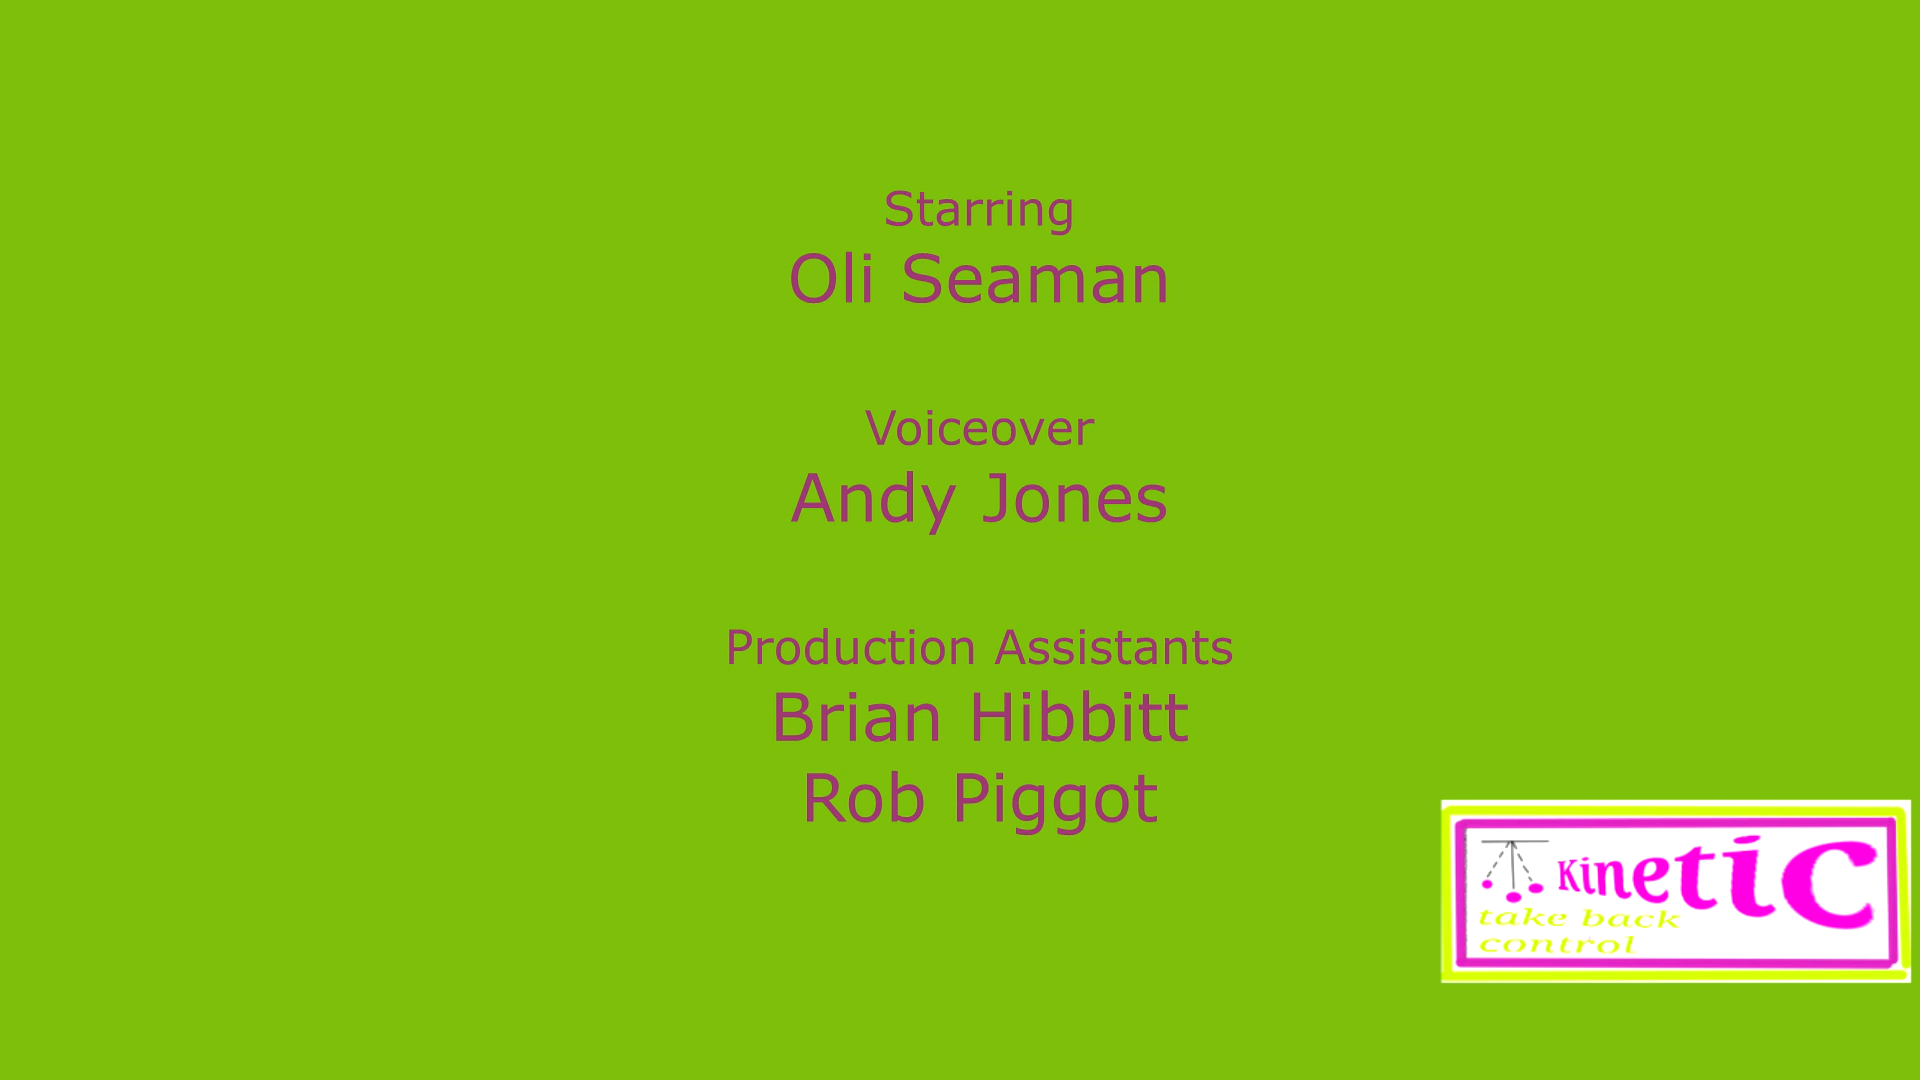 Starring
Oli Seaman
Voiceover
Andy Jones
Production Assistants
Brian Hibbitt
Rob Piggot
Kinetic
take back
control